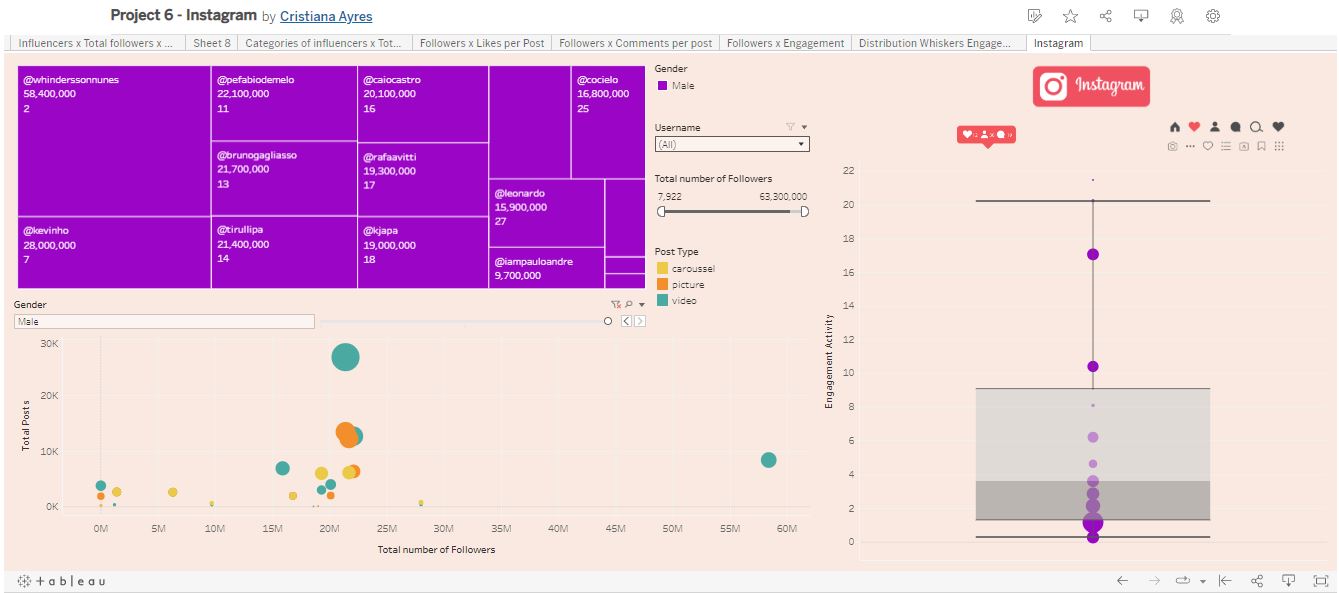 Project 6 - Instagram by Cristiana Ayres
Influencers x Total followers x ...
Sheet 8
Categories of influencers x Tot...
Followers x Likes per Post
Followers x Comments per post
Followers x Engagement
Distribution Whiskers Engage...
Instagram
@whinderssonnunes
58,400,000
2
@pefabiodemelo
22,100,000
11
@caiocastro
20,100,000
16
@cocielo
16,800,000
25
@brunogagliasso
21,700,000
13
@rafaavitti
19,300,000
17
@leonardo
15,900,000
27
@kevinho
28,000,000
7
@tirullipa
21,400,000
14
@kjapa
19,000,000
18
@iampauloandre
9,700,000
Gender
Male
Username
(All)
Total number of Followers
7,922 63,300,000
Post Type
caroussel
picture
video
Gender
Male
30K
20K
10K
0K
Total Posts
0M 5M 10M 15M 20M 25M 30M 35M 40M 45M 50M 55M 60M
Total number of Followers
Instagram
22
20
18
16
14
12
10
8
6
4
2
0
Engagement Activity
+ableau